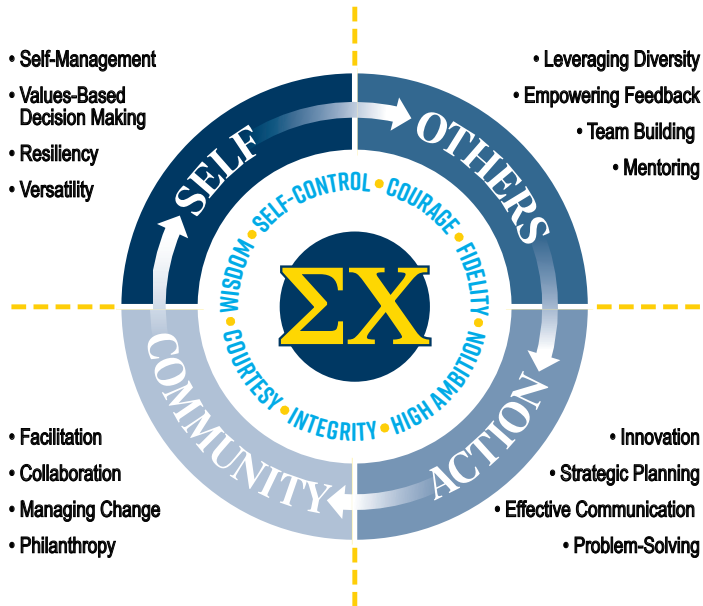 • Self-Management
• Values-Based
Decision Making
• Resiliency
• Versatility
• Leveraging Diversity
• Empowering Feedback
• Team Building
• Mentoring
SELF
OTHERS
ACTION
COMMUNITY
SELF-CONTROL • COURAGE • FIDELITY • HIGH AMBITION • INTEGRITY • COURTESY • WISDOM •
ΣΧ
• Facilitation
• Collaboration
• Managing Change
• Philanthropy
• Innovation
• Strategic Planning
• Effective Communication
• Problem-Solving